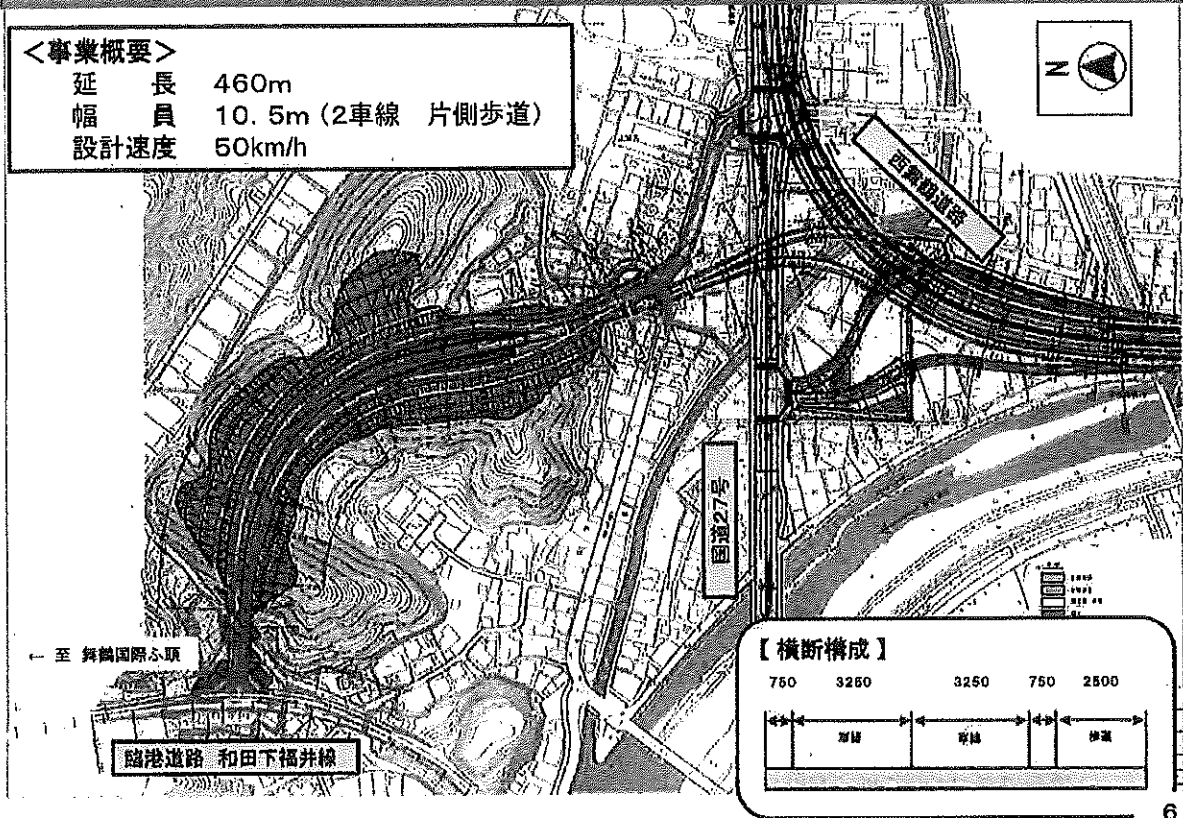 <事業概要>
延　長　460m
幅　員　10.5m（2車線　片側歩道）
設計速度　50km/h
N
西舞鶴道路
国道27号
← 至 舞鶴国際ふ頭
臨港道路 和田下福井線
【横断構成】
750 3250 3250 750 2500
車道 車道 歩道
6